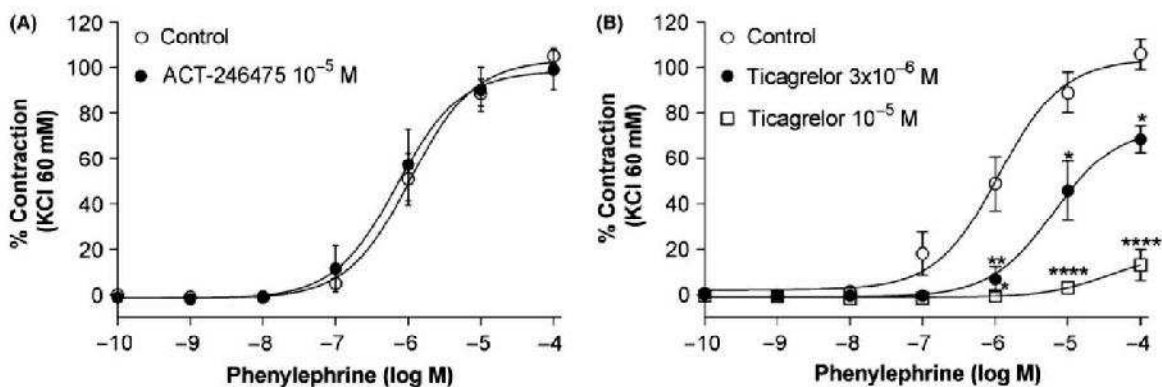 (A)
120
100
80
60
40
20
0
Control
ACT-246475 10⁻⁵ M
% Contraction
(KCl 60 mM)
–10 –9 –8 –7 –6 –5 –4
Phenylephrine (log M)
(B)
120
100
80
60
40
20
0
Control
Ticagrelor 3x10⁻⁶ M
Ticagrelor 10⁻⁵ M
% Contraction
(KCl 60 mM)
*
*
**
*
****
****
–10 –9 –8 –7 –6 –5 –4
Phenylephrine (log M)